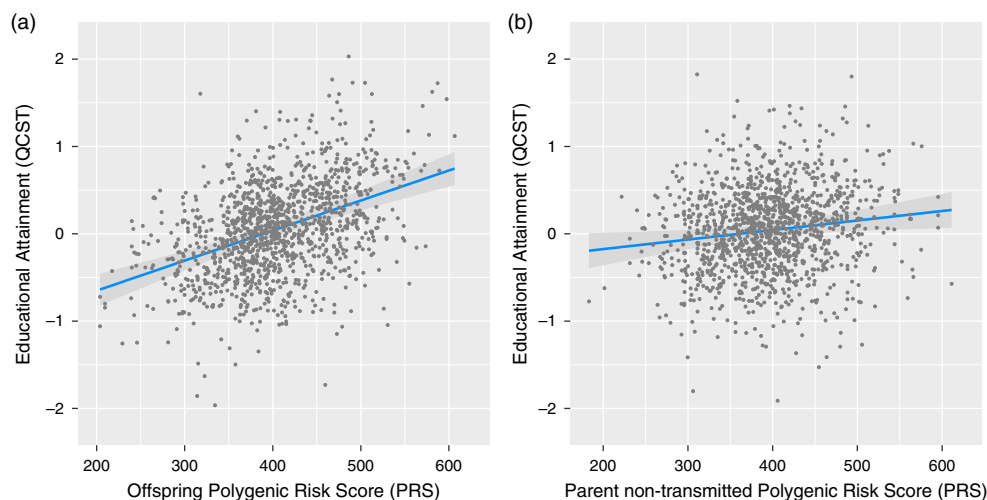 (a)
Educational Attainment (QCST)
2
1
0
−1
−2
200 300 400 500 600
Offspring Polygenic Risk Score (PRS)
(b)
Educational Attainment (QCST)
2
1
0
−1
−2
200 300 400 500 600
Parent non-transmitted Polygenic Risk Score (PRS)